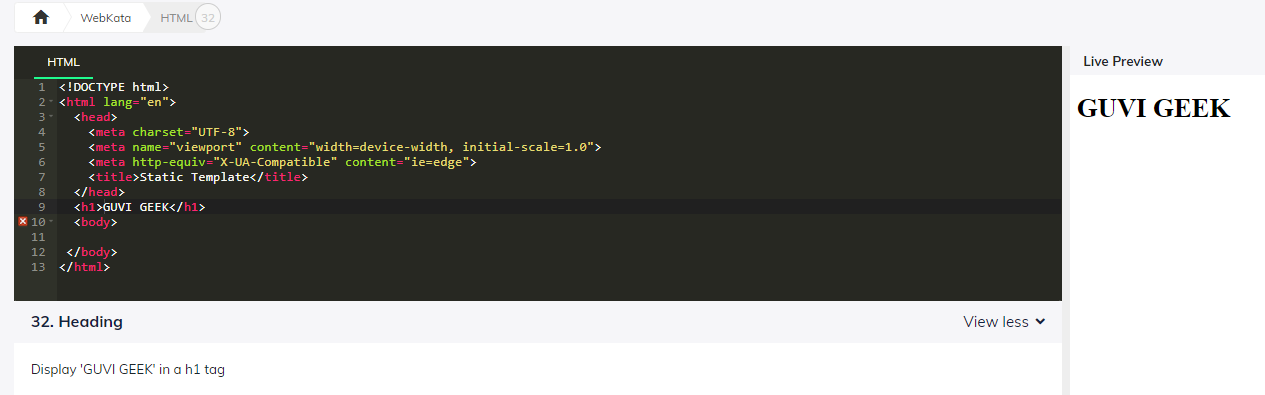 WebKata HTML 32
HTML
Live Preview
1 <!DOCTYPE html>
2 <html lang="en">
3 <head>
4 <meta charset="UTF-8">
5 <meta name="viewport" content="width=device-width, initial-scale=1.0">
6 <meta http-equiv="X-UA-Compatible" content="ie=edge">
7 <title>Static Template</title>
8 </head>
9 <h1>GUVI GEEK</h1>
10 <body>
11
12 </body>
13 </html>
GUVI GEEK
32. Heading
View less
Display 'GUVI GEEK' in a h1 tag